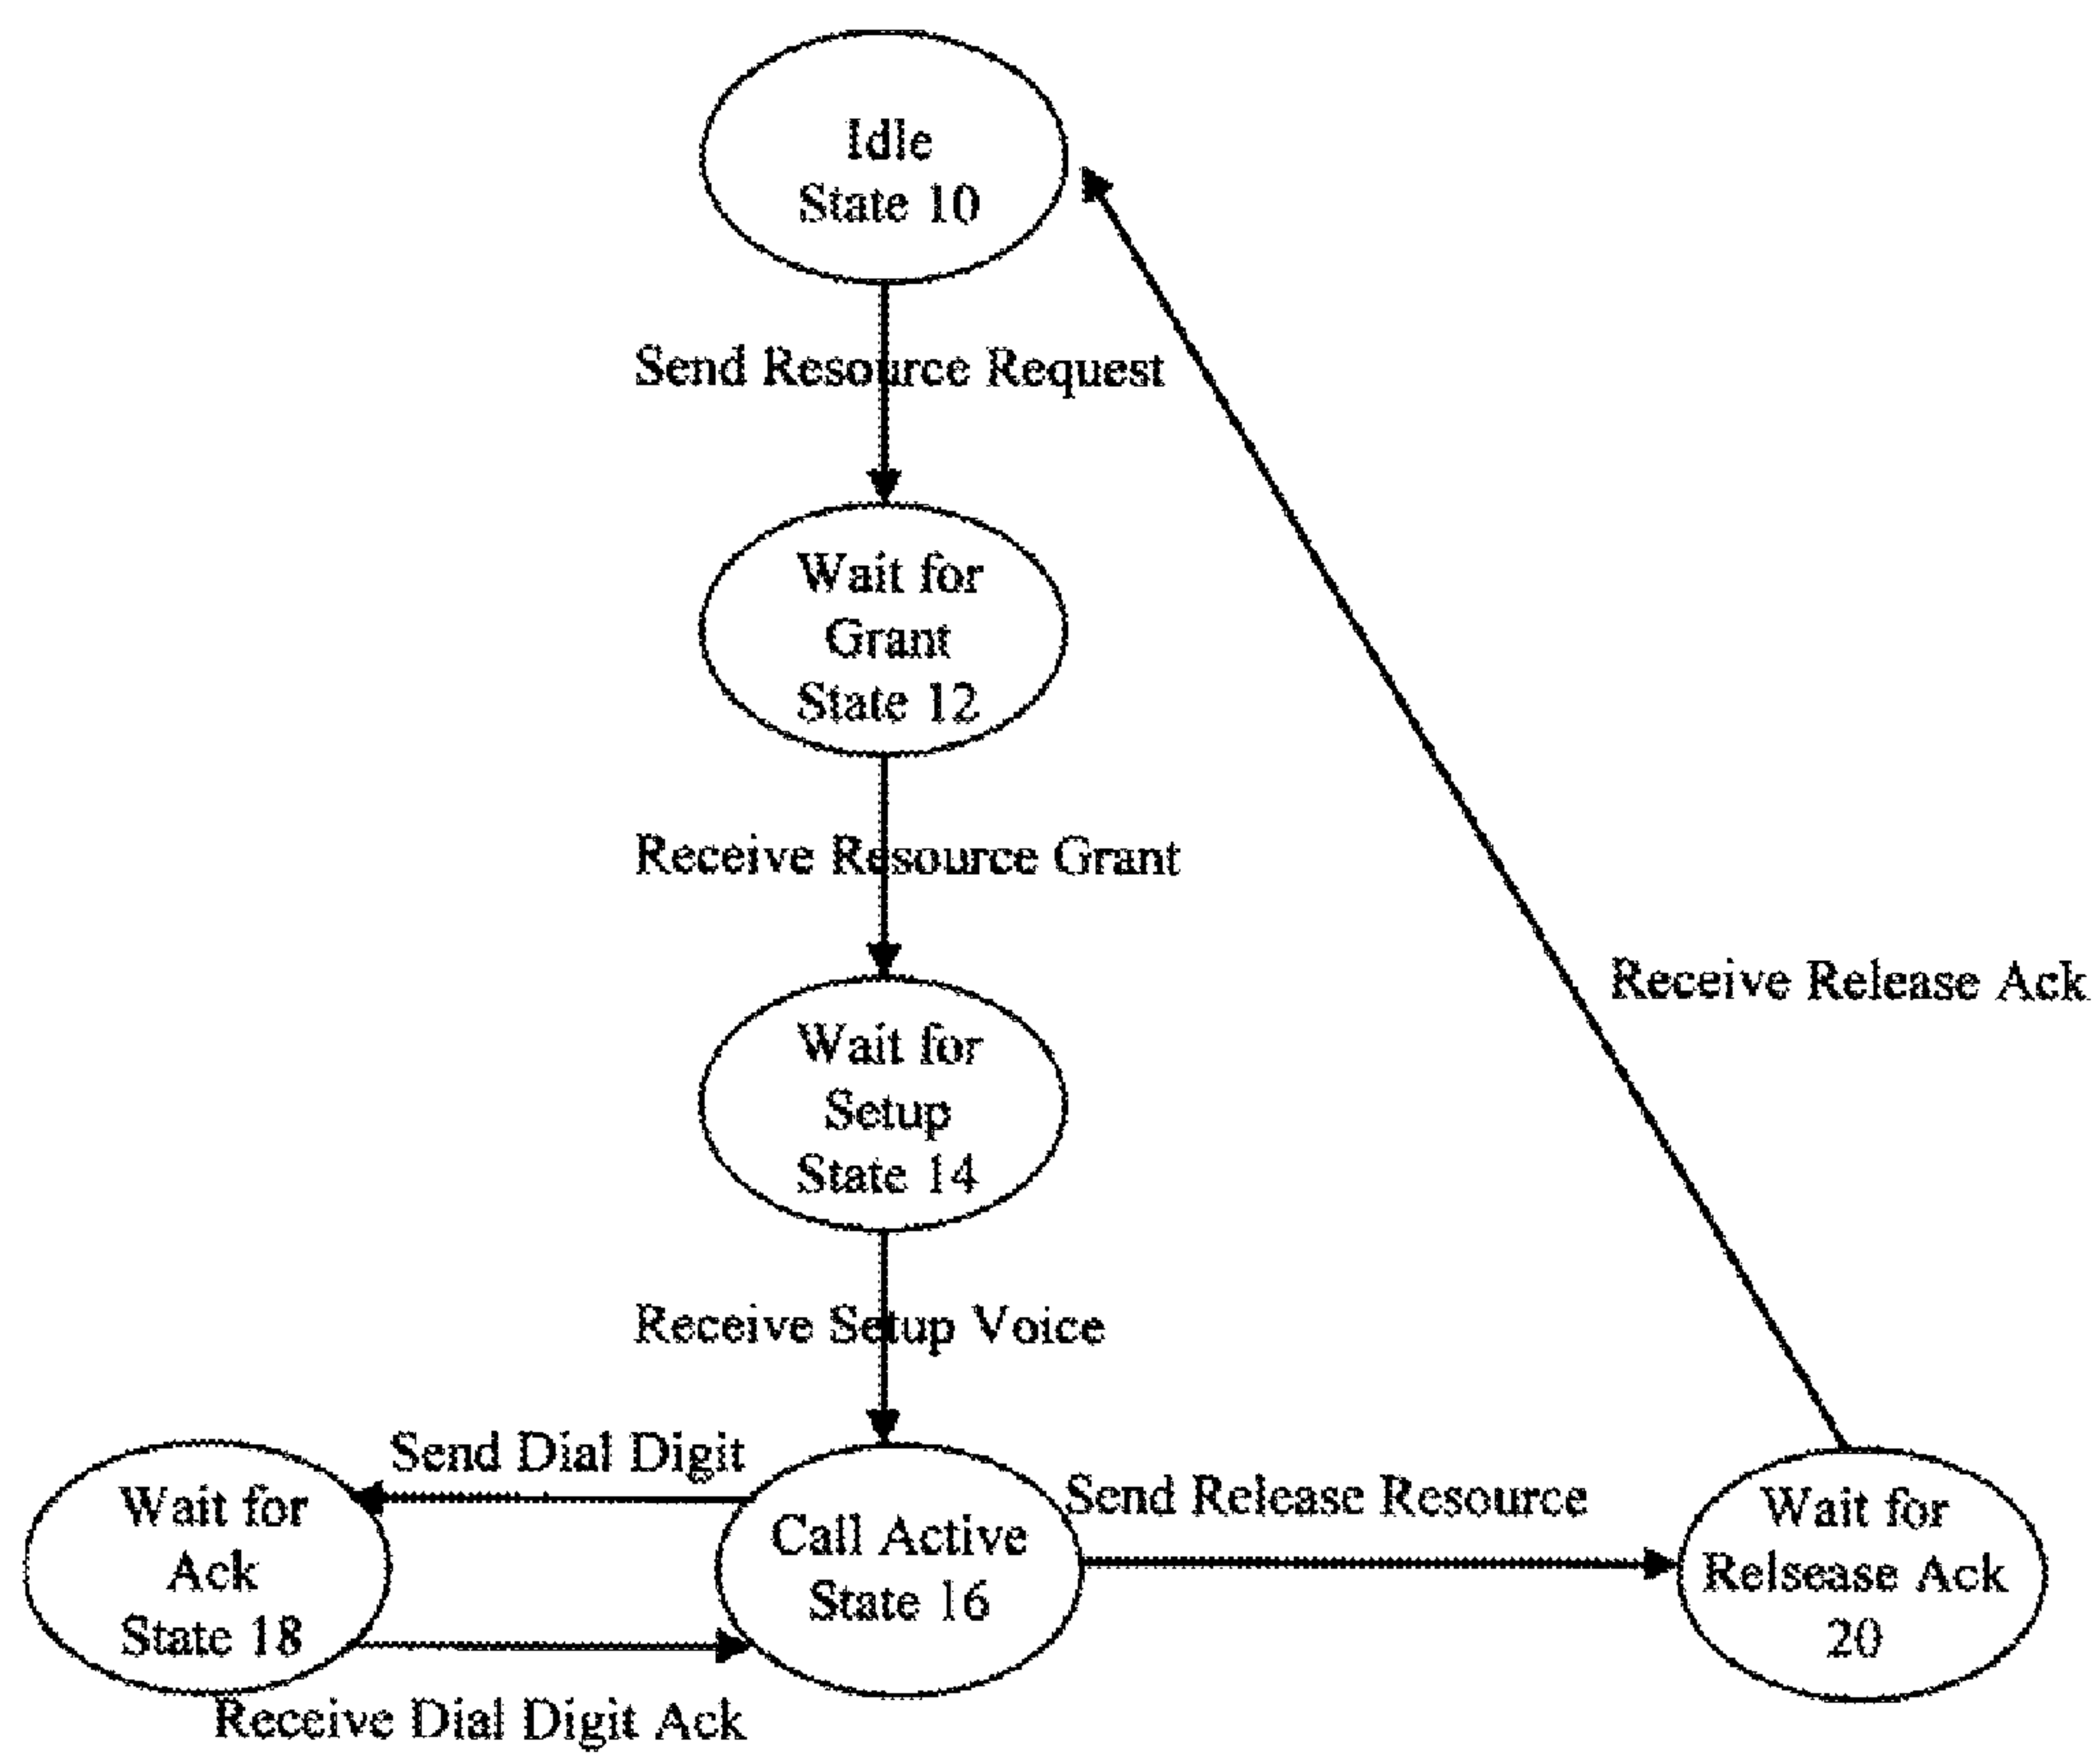 Idle
State 10
Send Resource Request
Wait for
Grant
State 12
Receive Resource Grant
Receive Release Ack
Wait for
Setup
State 14
Receive Setup Voice
Send Dial Digit
Wait for
Ack
State 18
Call Active
State 16
Send Release Resource
Wait for
Relsease Ack
20
Receive Dial Digit Ack